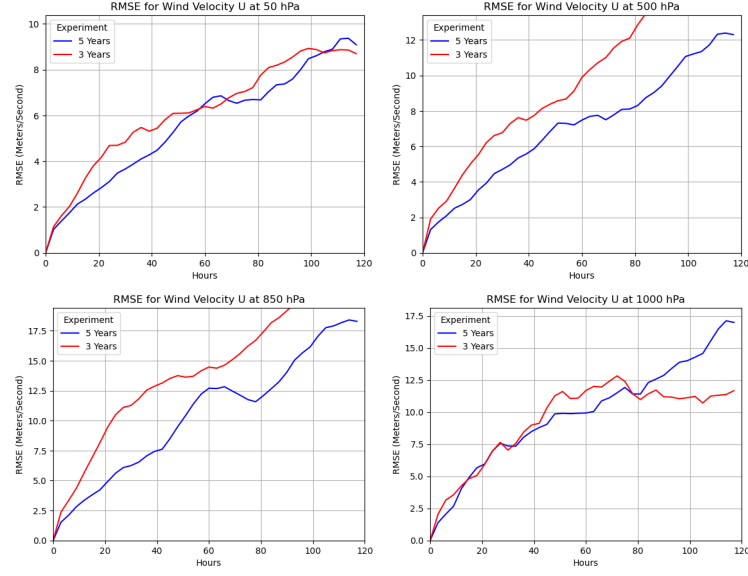 RMSE for Wind Velocity U at 50 hPa
RMSE (Meters/Second)
10
8
6
4
2
0
Experiment
5 Years
3 Years
0 20 40 60 80 100 120
Hours
RMSE for Wind Velocity U at 500 hPa
RMSE (Meters/Second)
12
10
8
6
4
2
0
Experiment
5 Years
3 Years
0 20 40 60 80 100 120
Hours
RMSE for Wind Velocity U at 850 hPa
RMSE (Meters/Second)
17.5
15.0
12.5
10.0
7.5
5.0
2.5
0.0
Experiment
5 Years
3 Years
0 20 40 60 80 100 120
Hours
RMSE for Wind Velocity U at 1000 hPa
RMSE (Meters/Second)
17.5
15.0
12.5
10.0
7.5
5.0
2.5
0.0
Experiment
5 Years
3 Years
0 20 40 60 80 100 120
Hours